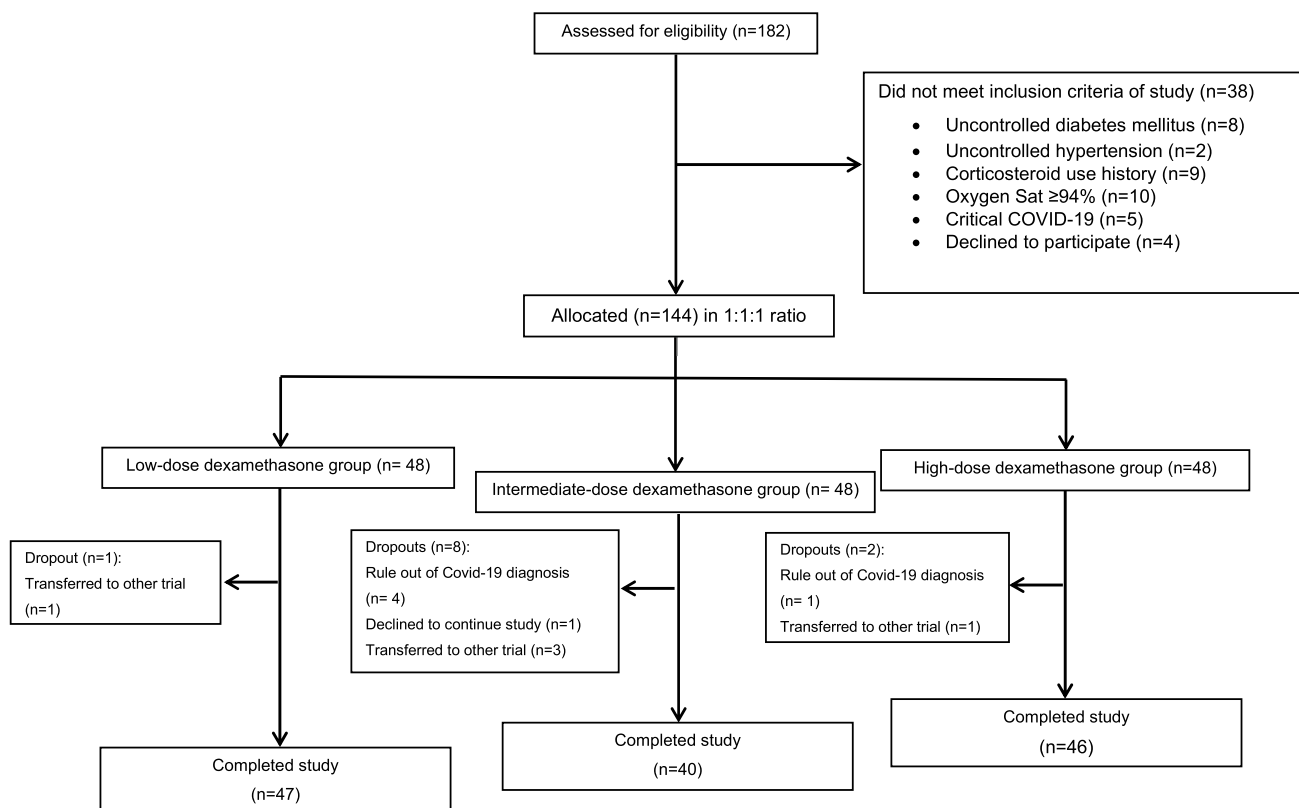 Assessed for eligibility (n=182)
Did not meet inclusion criteria of study (n=38)
• Uncontrolled diabetes mellitus (n=8)
• Uncontrolled hypertension (n=2)
• Corticosteroid use history (n=9)
• Oxygen Sat ≥94% (n=10)
• Critical COVID-19 (n=5)
• Declined to participate (n=4)
Allocated (n=144) in 1:1:1 ratio
Low-dose dexamethasone group (n= 48)
Intermediate-dose dexamethasone group (n= 48)
High-dose dexamethasone group (n=48)
Dropout (n=1):
Transferred to other trial
(n=1)
Dropouts (n=8):
Rule out of Covid-19 diagnosis
(n= 4)
Declined to continue study (n=1)
Transferred to other trial (n=3)
Dropouts (n=2):
Rule out of Covid-19 diagnosis
(n= 1)
Transferred to other trial (n=1)
Completed study
(n=47)
Completed study
(n=40)
Completed study
(n=46)